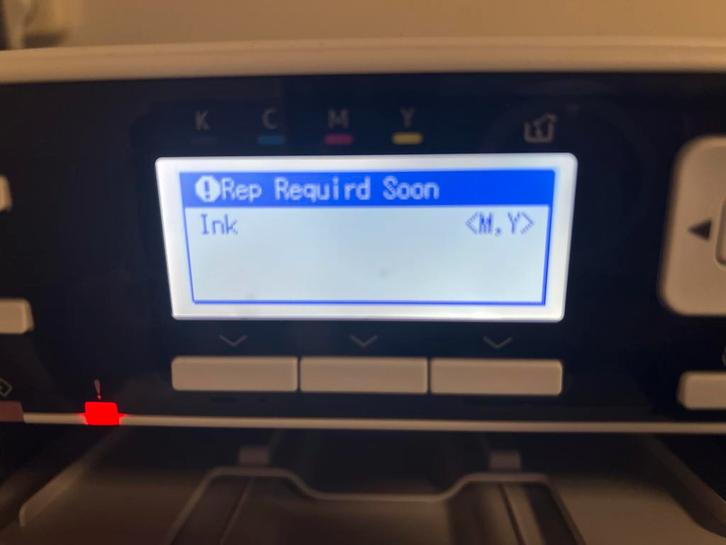 K C M Y
!Rep Requird Soon
Ink <M,Y>
!